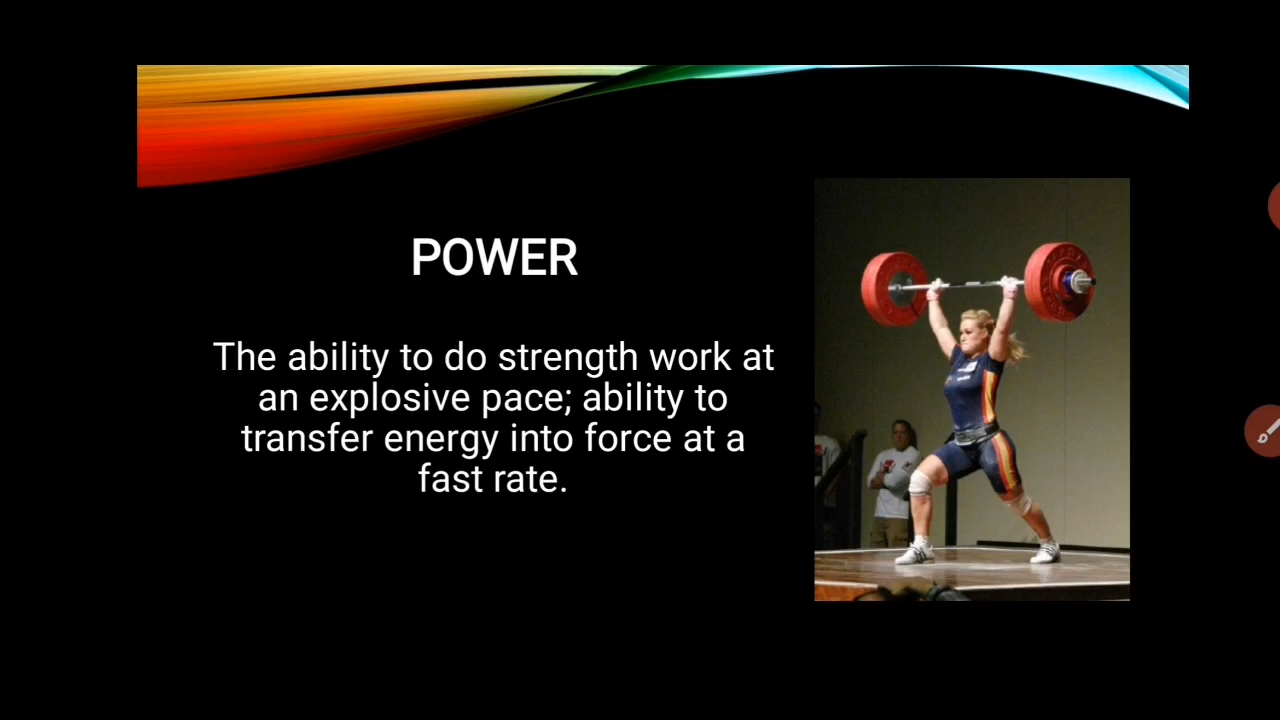 POWER
The ability to do strength work at
an explosive pace; ability to
transfer energy into force at a
fast rate.